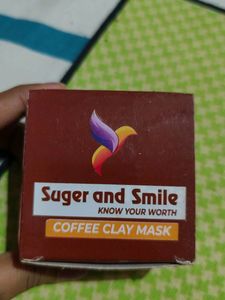 Suger and Smile
KNOW YOUR WORTH
COFFEE CLAY MASK